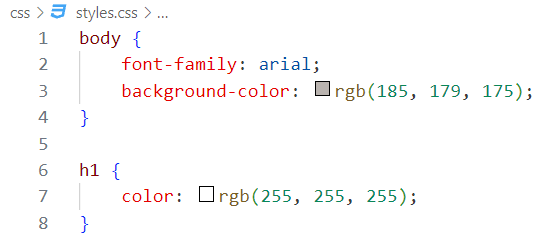 css > styles.css > ...
1 body {
2 font-family: arial;
3 background-color: rgb(185, 179, 175);
4 }
5
6 h1 {
7 color: rgb(255, 255, 255);
8 }